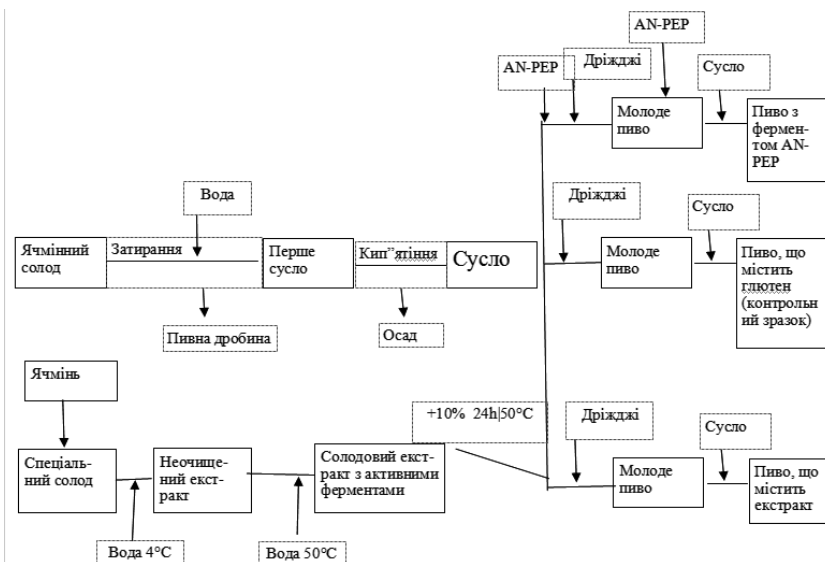 AN-PEP
AN-PEP
Дріжджі
Сусло
Молоде
пиво
Пиво з
фермен-
том AN-
PEP
Вода
Дріжджі
Сусло
Ячмінний
солод
Затирання
Перше
сусло
Кип”ятіння
Сусло
Молоде
пиво
Пиво, що
містить
глютен
(контрольн
ий зразок)
Пивна дробина
Осад
Ячмінь
+10% 24h|50°C
Дріжджі
Сусло
Спеціаль-
ний солод
Неочище-
ний екст-
ракт
Солодовий екст-
ракт з активними
ферментами
Молоде
пиво
Пиво, що
містить
екстракт
Вода 4°C
Вода 50°C